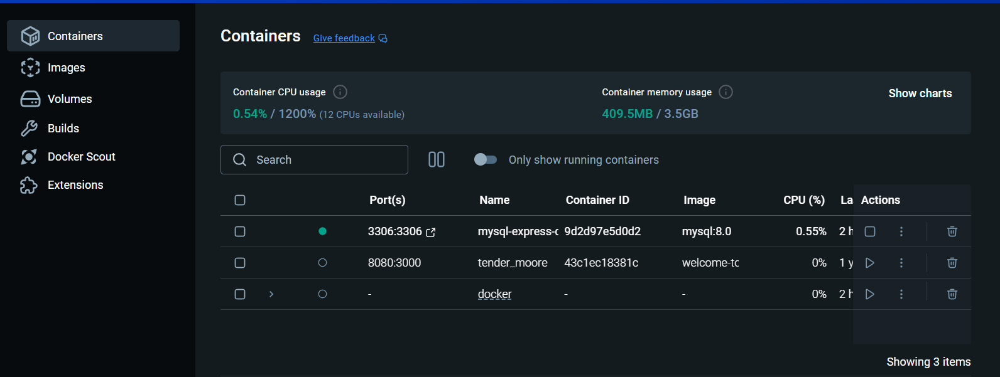 Containers
Images
Volumes
Builds
Docker Scout
Extensions
Containers Give feedback
Container CPU usage
0.54% / 1200% (12 CPUs available)
Container memory usage
409.5MB / 3.5GB
Show charts
Search
Only show running containers
Port(s) Name Container ID Image CPU (%) La Actions
3306:3306 mysql-express-c 9d2d97e5d0d2 mysql:8.0 0.55% 2 h
8080:3000 tender_moore 43c1ec18381c welcome-to 0% 1 y
- docker - - 0% 2 h
Showing 3 items